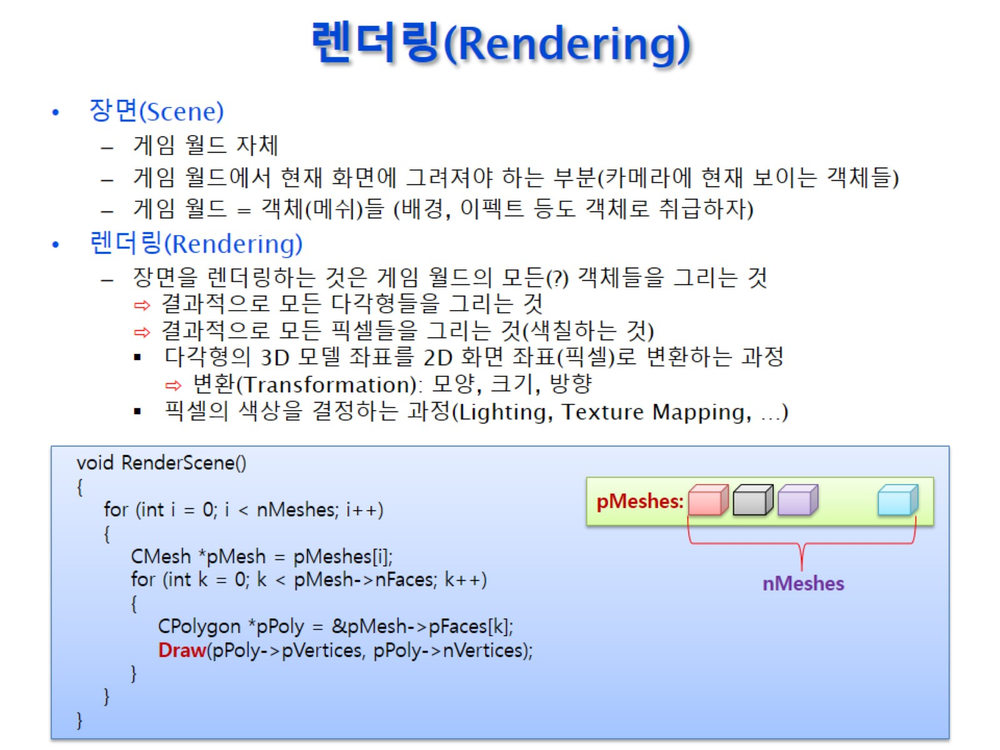 렌더링(Rendering)
• 장면(Scene)
– 게임 월드 자체
– 게임 월드에서 현재 화면에 그려져야 하는 부분(카메라에 현재 보이는 객체들)
– 게임 월드 = 객체(메쉬)들 (배경, 이펙트 등도 객체로 취급하자)
• 렌더링(Rendering)
– 장면을 렌더링하는 것은 게임 월드의 모든(?) 객체들을 그리는 것
⇨ 결과적으로 모든 다각형들을 그리는 것
⇨ 결과적으로 모든 픽셀들을 그리는 것(색칠하는 것)
▪ 다각형의 3D 모델 좌표를 2D 화면 좌표(픽셀)로 변환하는 과정
⇨ 변환(Transformation): 모양, 크기, 방향
▪ 픽셀의 색상을 결정하는 과정(Lighting, Texture Mapping, …)
void RenderScene()
{
for (int i = 0; i < nMeshes; i++)
{
CMesh *pMesh = pMeshes[i];
for (int k = 0; k < pMesh->nFaces; k++)
{
CPolygon *pPoly = &pMesh->pFaces[k];
Draw(pPoly->pVertices, pPoly->nVertices);
}
}
}
pMeshes:
nMeshes